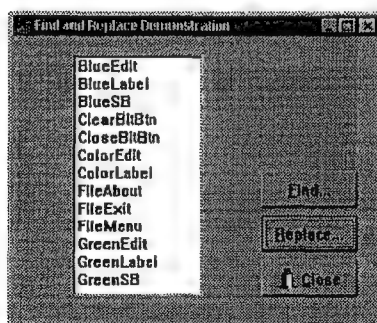 Find and Replace Demonstration
BlueEdit
BlueLabel
BlueSB
ClearBitBtn
CloseBitBtn
ColorEdit
ColorLabel
FileAbout
FileExit
FileMenu
GreenEdit
GreenLabel
GreenSB
Find...
Replace...
Close